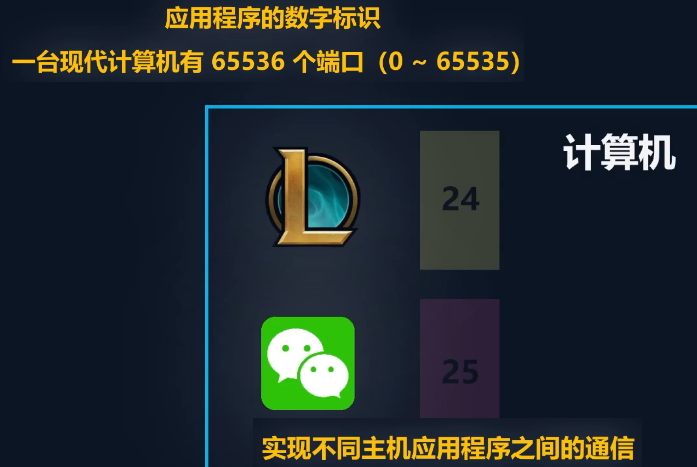 应用程序的数字标识
一台现代计算机有 65536 个端口（0 ~ 65535）
计算机
24
25
实现不同主机应用程序之间的通信